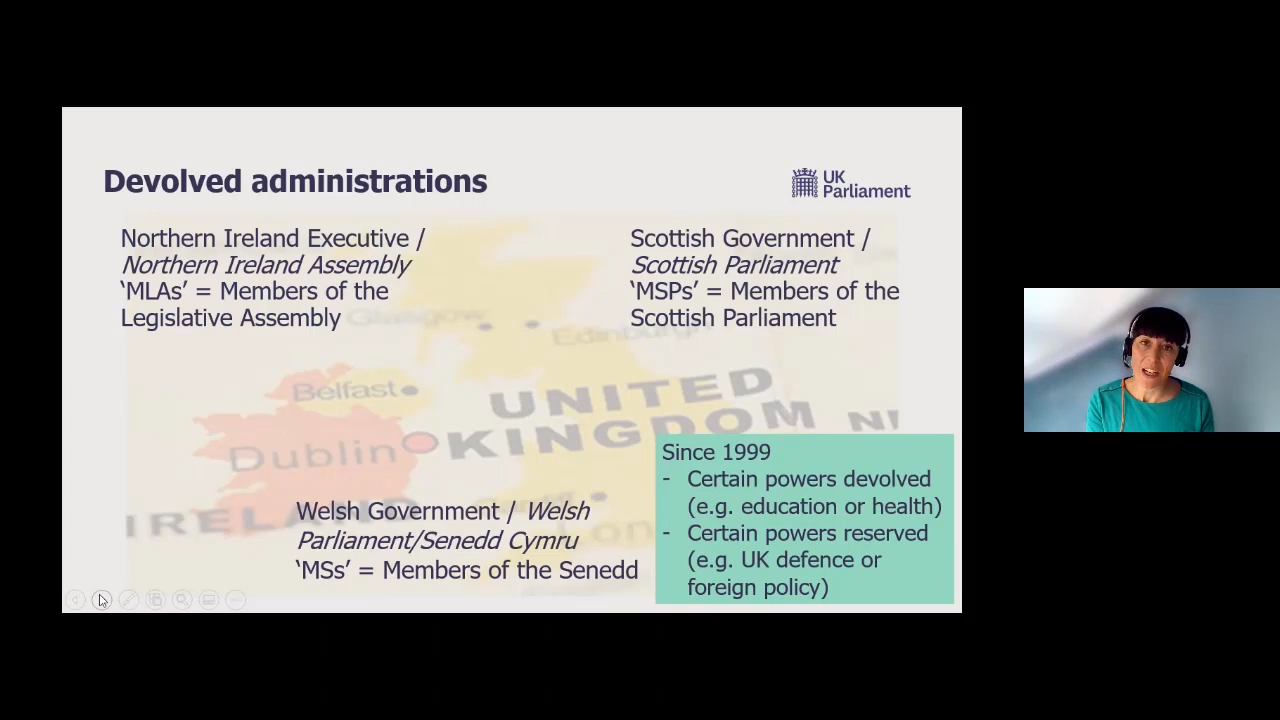 Devolved administrations
UK
Parliament
Northern Ireland Executive /
Northern Ireland Assembly
‘MLAs’ = Members of the
Legislative Assembly
Scottish Government /
Scottish Parliament
‘MSPs’ = Members of the
Scottish Parliament
Glasgow
Edinburgh
Belfast
UNITED
KINGDOM
Dublin
IRELAND
Welsh Government / Welsh
Parliament/Senedd Cymru
‘MSs’ = Members of the Senedd
Since 1999
- Certain powers devolved
(e.g. education or health)
- Certain powers reserved
(e.g. UK defence or
foreign policy)